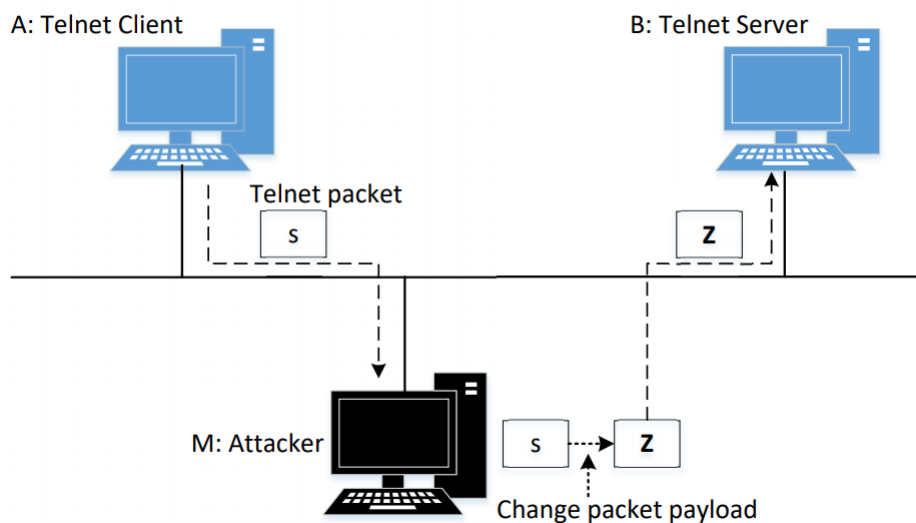 A: Telnet Client
B: Telnet Server
Telnet packet
s
Z
M: Attacker
s
Z
Change packet payload